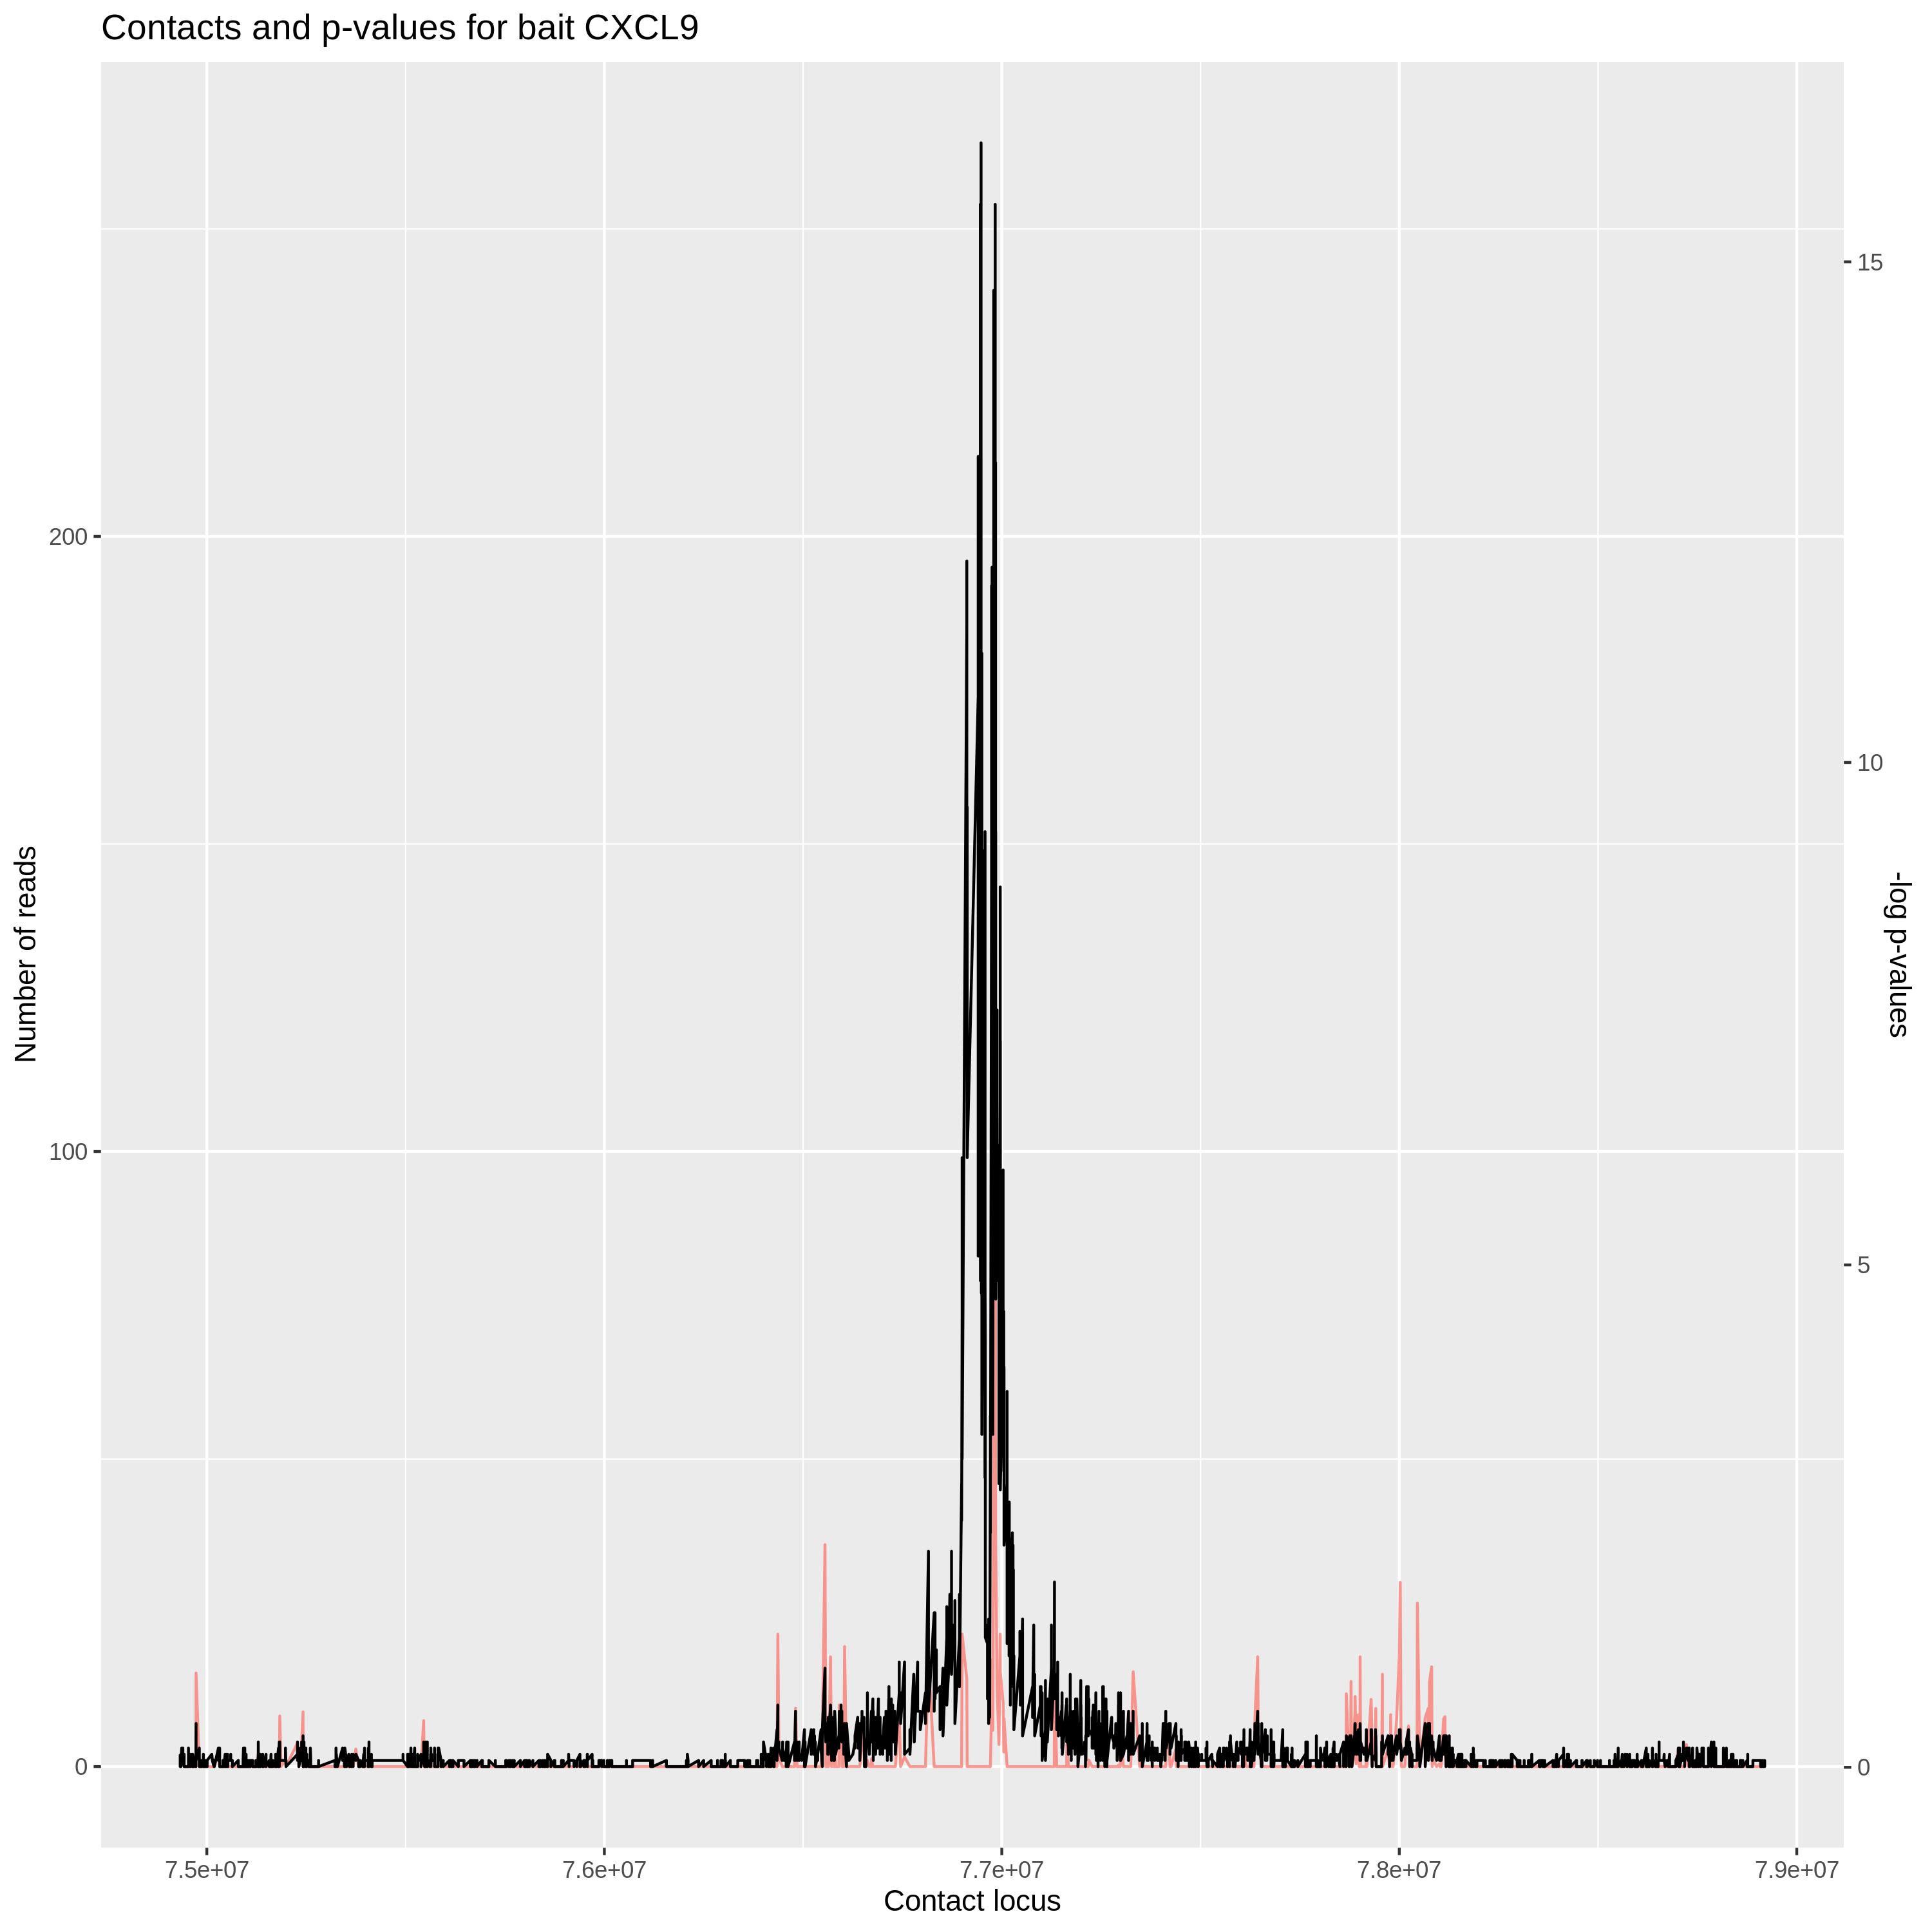 Contacts and p-values for bait CXCL9
Number of reads
200
100
0
15
10
5
0
-log p-values
7.5e+07 7.6e+07 7.7e+07 7.8e+07 7.9e+07
Contact locus